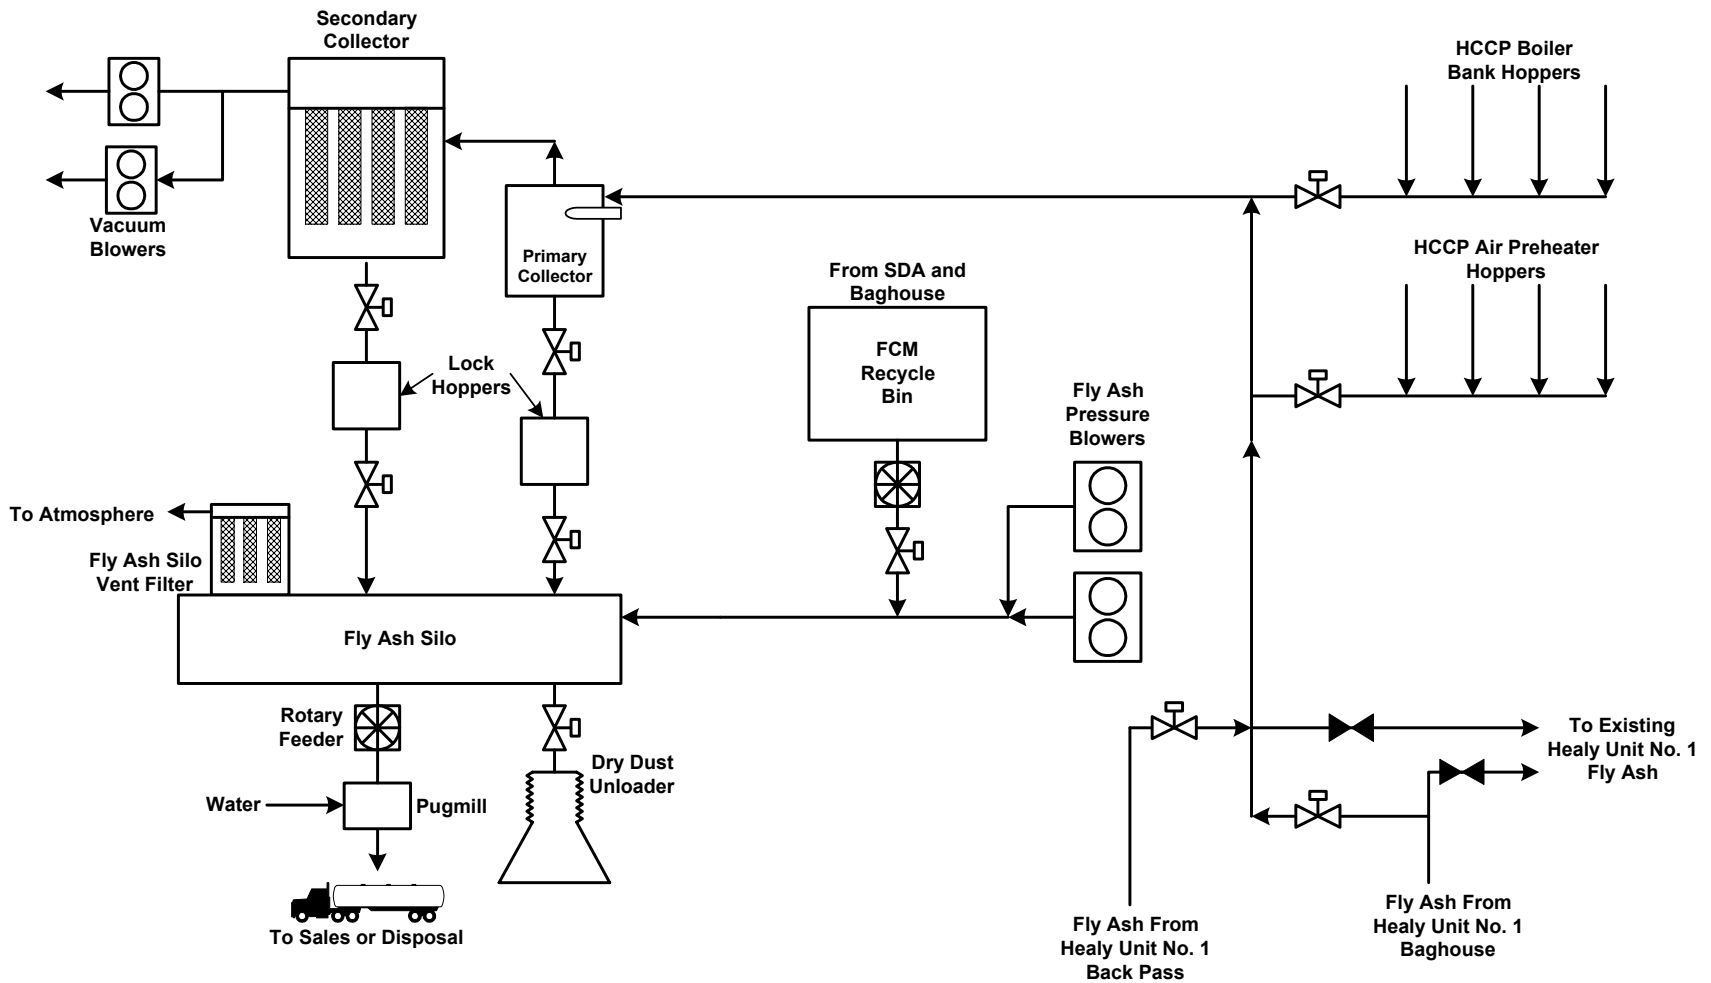 Secondary
Collector
HCCP Boiler
Bank Hoppers
Vacuum
Blowers
Primary
Collector
HCCP Air Preheater
Hoppers
From SDA and
Baghouse
FCM
Recycle
Bin
Lock
Hoppers
Fly Ash
Pressure
Blowers
To Atmosphere
Fly Ash Silo
Vent Filter
Fly Ash Silo
Rotary
Feeder
Dry Dust
Unloader
Water
Pugmill
To Existing
Healy Unit No. 1
Fly Ash
To Sales or Disposal
Fly Ash From
Healy Unit No. 1
Back Pass
Fly Ash From
Healy Unit No. 1
Baghouse